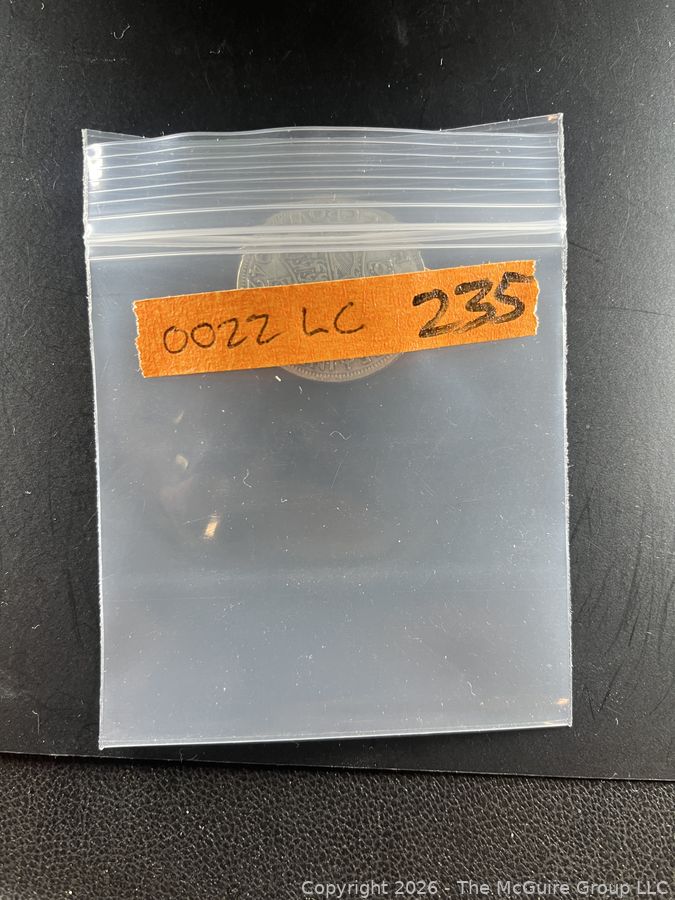 0022 LC 235
Copyright 2026 - The McGuire Group LLC